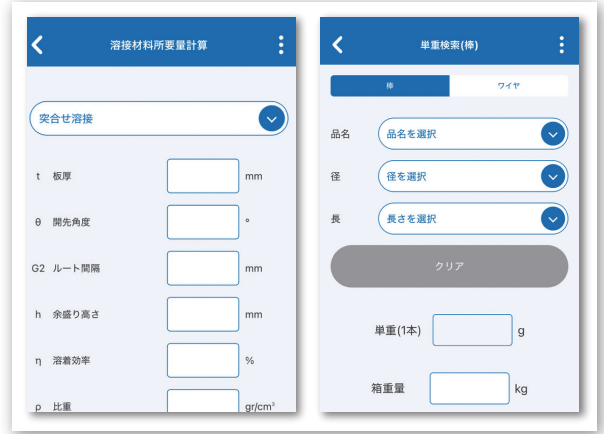 溶接材料所要量計算
突合せ溶接
t 板厚 mm
θ 開先角度 °
G2 ルート間隔 mm
h 余盛り高さ mm
η 溶着効率 %
ρ 比重 gr/cm³
単重検索(棒)
棒 ワイヤ
品名 品名を選択
径 径を選択
長 長さを選択
クリア
単重(1本) g
箱重量 kg